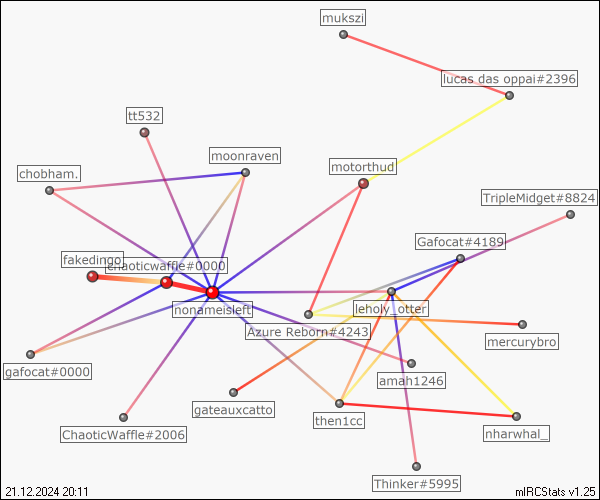 mukszi
lucas das oppai#2396
tt532
moonraven
motorthud
chobham.
TripleMidget#8824
Gafocat#4189
fakedingo
chaoticwaffle#0000
nonameisleft
leholy_otter
Azure Reborn#4243
mercurybro
gafocat#0000
amah1246
gateauxcatto
then1cc
ChaoticWaffle#2006
nharwhal_
Thinker#5995
21.12.2024 20:11
mIRCStats v1.25